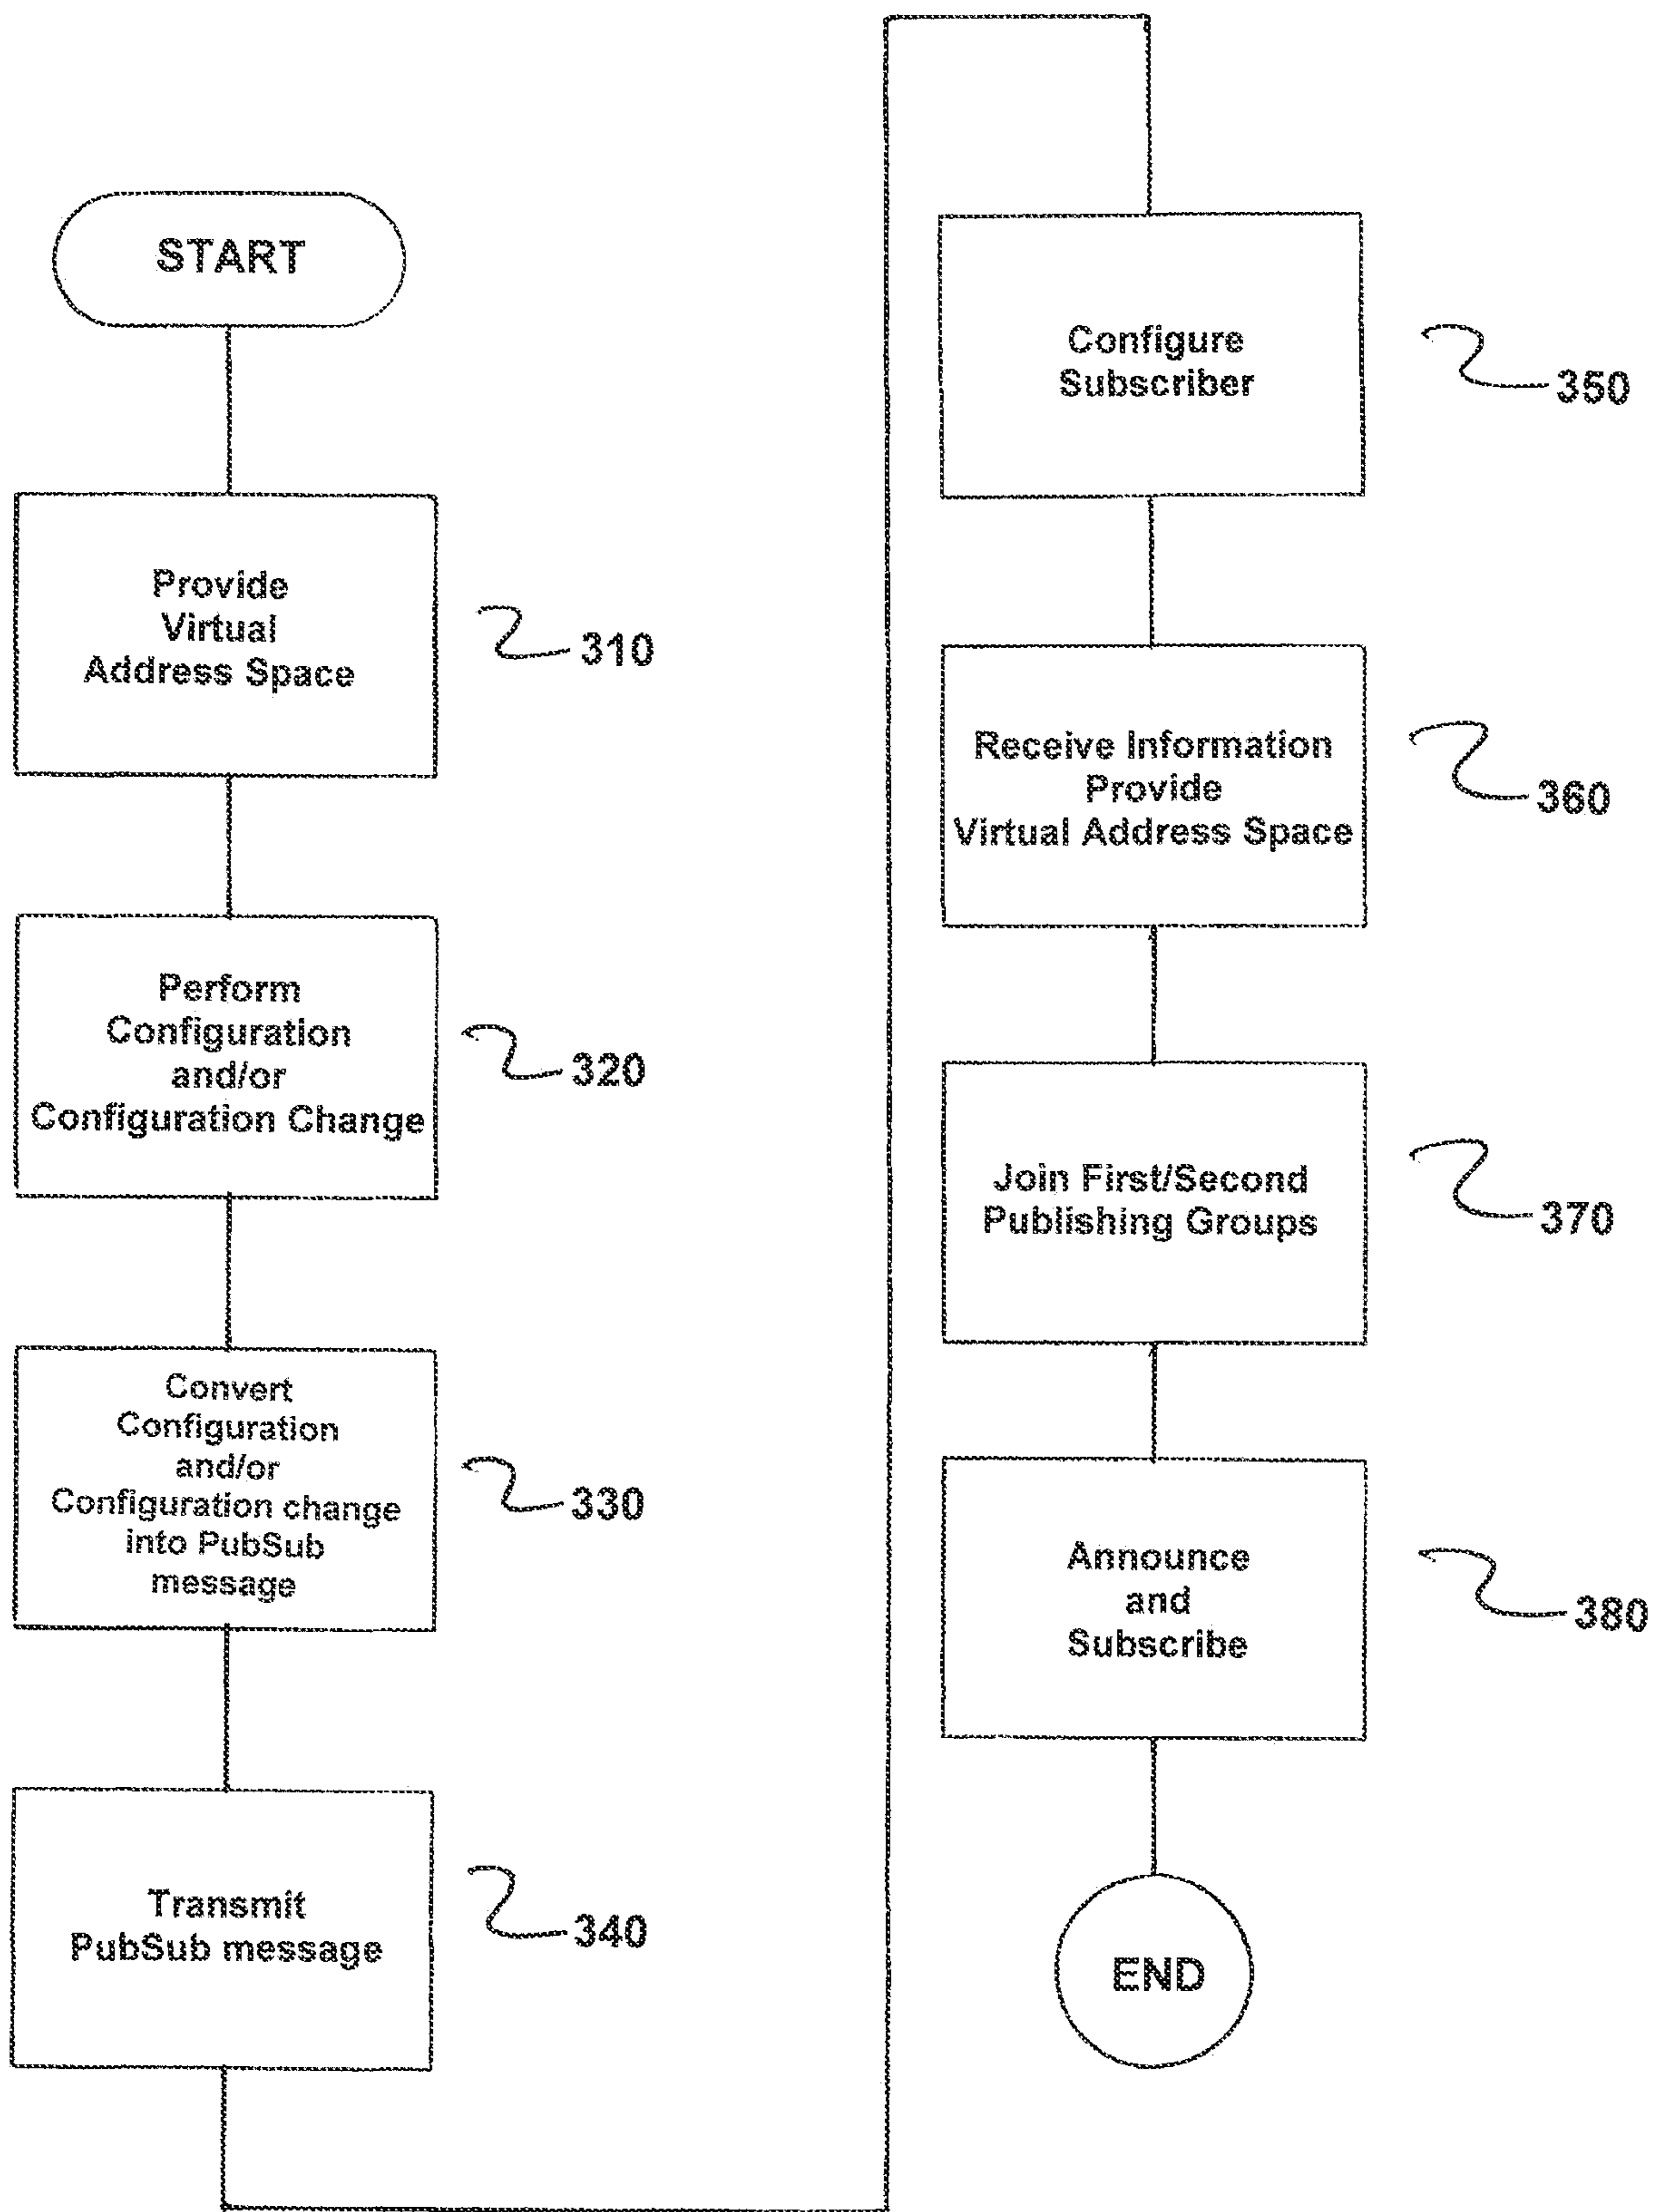 START
Provide
Virtual
Address Space
310
Perform
Configuration
and/or
Configuration Change
320
Convert
Configuration
and/or
Configuration change
into PubSub
message
330
Transmit
PubSub message
340
Configure
Subscriber
350
Receive Information
Provide
Virtual Address Space
360
Join First/Second
Publishing Groups
370
Announce
and
Subscribe
380
END